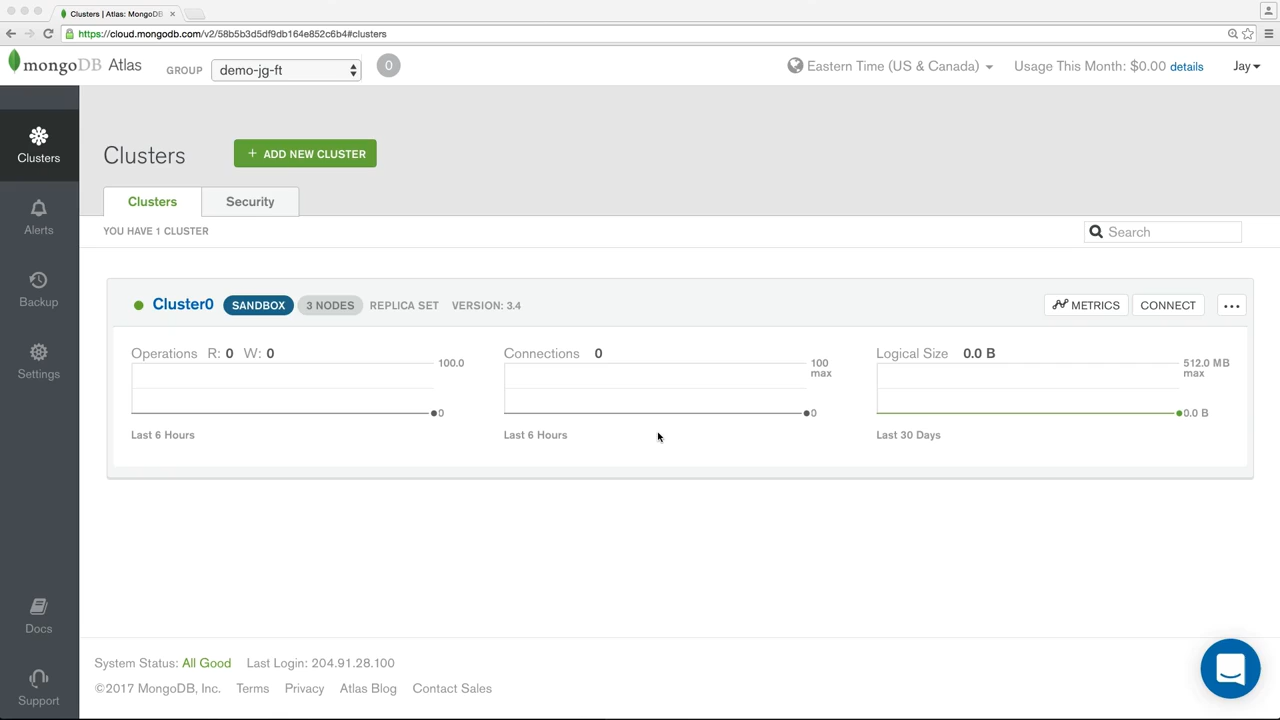 Clusters | Atlas: MongoDB
https://cloud.mongodb.com/v2/58b5b3d5df9db164e852c6b4#clusters
mongoDB Atlas GROUP demo-jg-ft 0 Eastern Time (US & Canada) Usage This Month: $0.00 details Jay
Clusters
Alerts
Backup
Settings
Docs
Support
Clusters + ADD NEW CLUSTER
Clusters Security
YOU HAVE 1 CLUSTER Search
Cluster0 SANDBOX 3 NODES REPLICA SET VERSION: 3.4 METRICS CONNECT ...
Operations R: 0 W: 0
100.0
0
Last 6 Hours
Connections 0
100
max
0
Last 6 Hours
Logical Size 0.0 B
512.0 MB
max
0.0 B
Last 30 Days
System Status: All Good Last Login: 204.91.28.100
©2017 MongoDB, Inc. Terms Privacy Atlas Blog Contact Sales